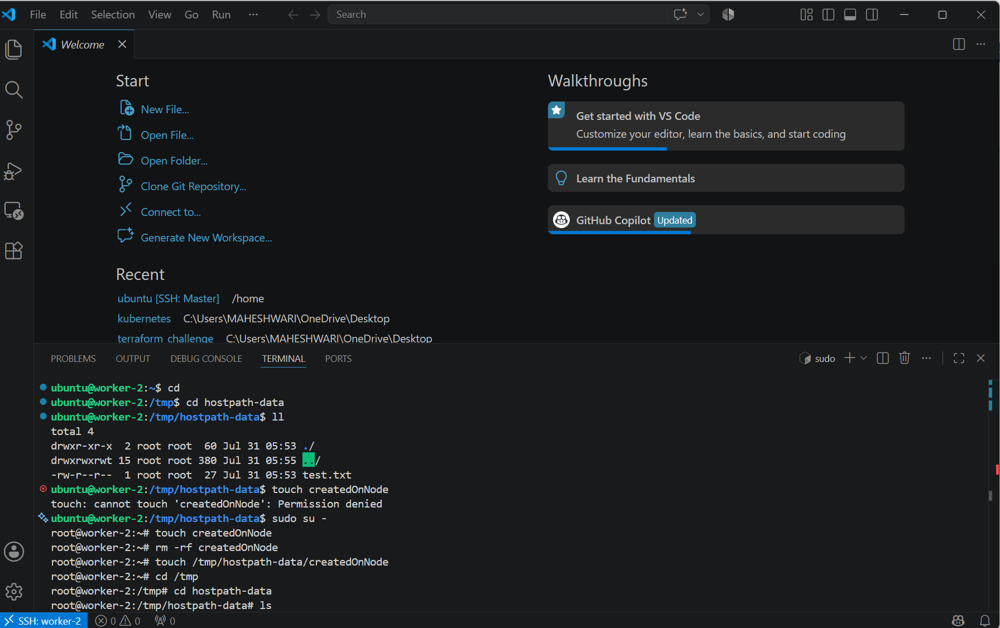 File Edit Selection View Go Run ··· Search
Welcome
Start
New File...
Open File...
Open Folder...
Clone Git Repository...
Connect to...
Generate New Workspace...
Recent
ubuntu [SSH: Master] /home
kubernetes C:\Users\MAHESHWARI\OneDrive\Desktop
terraform_challenge C:\Users\MAHESHWARI\OneDrive\Desktop
Walkthroughs
Get started with VS Code
Customize your editor, learn the basics, and start coding
Learn the Fundamentals
GitHub Copilot Updated
PROBLEMS OUTPUT DEBUG CONSOLE TERMINAL PORTS sudo
ubuntu@worker-2:~$ cd
ubuntu@worker-2:/tmp$ cd hostpath-data
ubuntu@worker-2:/tmp/hostpath-data$ ll
total 4
drwxr-xr-x  2 root root  60 Jul 31 05:53 ./
drwxrwxrwt 15 root root 380 Jul 31 05:55 ../
-rw-r--r--  1 root root  27 Jul 31 05:53 test.txt
ubuntu@worker-2:/tmp/hostpath-data$ touch createdOnNode
touch: cannot touch 'createdOnNode': Permission denied
ubuntu@worker-2:/tmp/hostpath-data$ sudo su -
root@worker-2:~# touch createdOnNode
root@worker-2:~# rm -rf createdOnNode
root@worker-2:~# touch /tmp/hostpath-data/createdOnNode
root@worker-2:~# cd /tmp
root@worker-2:/tmp# cd hostpath-data
root@worker-2:/tmp/hostpath-data# ls
SSH: worker-2 0 0 0